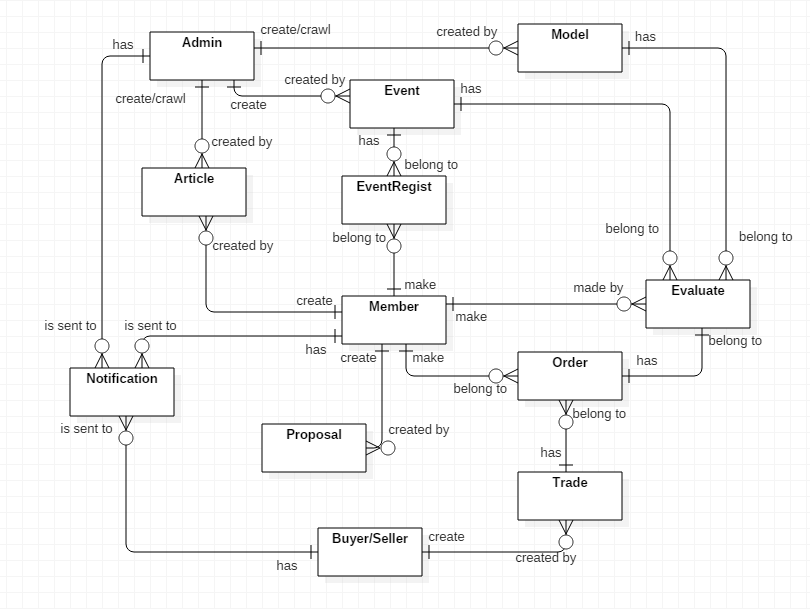 create/crawl
created by
Model
has
has
Admin
created by
Event
has
create/crawl
create
has
created by
belong to
Article
EventRegist
created by
belong to
belong to
belong to
Evaluate
made by
make
create
Member
make
is sent to
is sent to
has
create
make
belong to
has
Order
Notification
belong to
is sent to
Proposal
created by
belong to
has
Trade
Buyer/Seller
create
created by
has